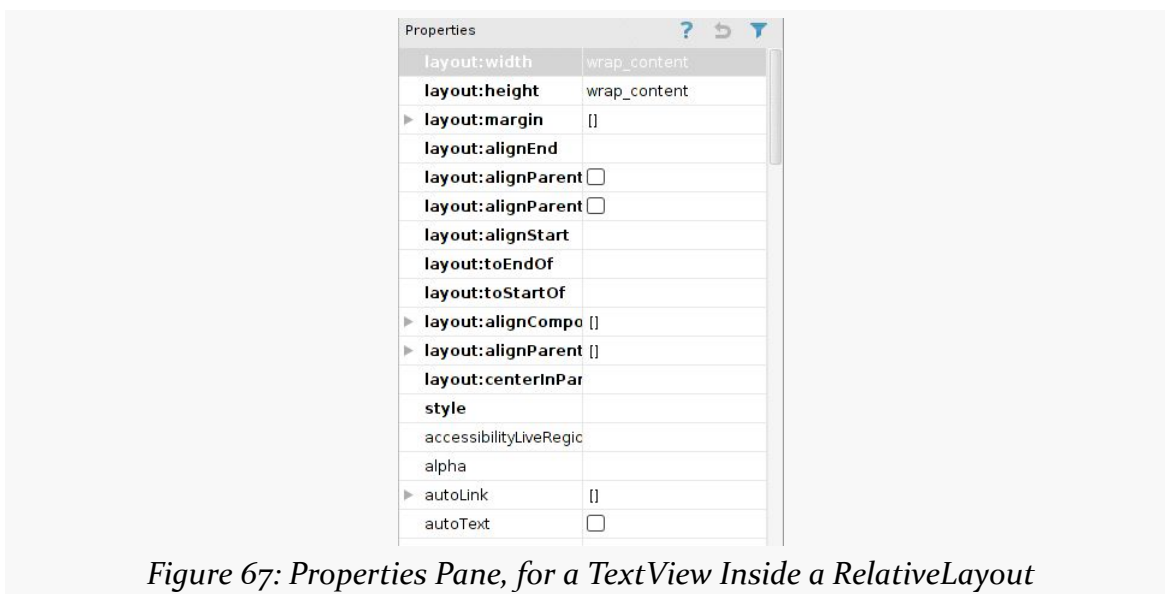 Properties ?
layout:width wrap_content
layout:height wrap_content
layout:margin []
layout:alignEnd
layout:alignParent
layout:alignParent
layout:alignStart
layout:toEndOf
layout:toStartOf
layout:alignCompo []
layout:alignParent []
layout:centerInPar
style
accessibilityLiveRegic
alpha
autoLink []
autoText
Figure 67: Properties Pane, for a TextView Inside a RelativeLayout